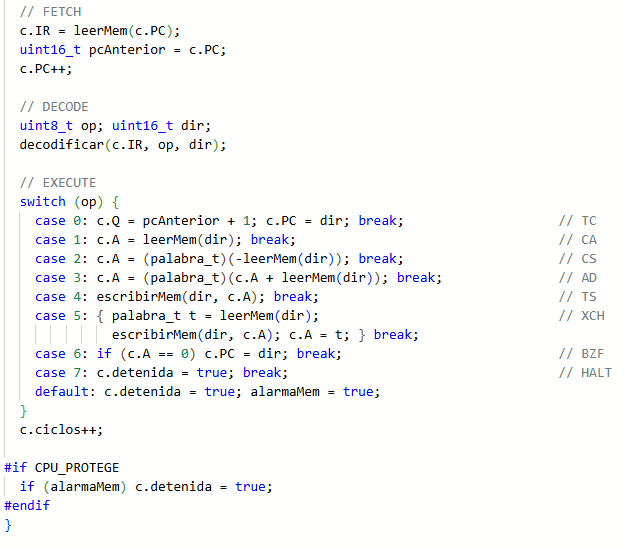 // FETCH
c.IR = leerMem(c.PC);
uint16_t pcAnterior = c.PC;
c.PC++;
// DECODE
uint8_t op; uint16_t dir;
decodificar(c.IR, op, dir);
// EXECUTE
switch (op) {
case 0: c.Q = pcAnterior + 1; c.PC = dir; break; // TC
case 1: c.A = leerMem(dir); break; // CA
case 2: c.A = (palabra_t)(-leerMem(dir)); break; // CS
case 3: c.A = (palabra_t)(c.A + leerMem(dir)); break; // AD
case 4: escribirMem(dir, c.A); break; // TS
case 5: { palabra_t t = leerMem(dir); // XCH
escribirMem(dir, c.A); c.A = t; } break;
case 6: if (c.A == 0) c.PC = dir; break; // BZF
case 7: c.detenida = true; break; // HALT
default: c.detenida = true; alarmaMem = true;
}
c.ciclos++;
#if CPU_PROTEGE
if (alarmaMem) c.detenida = true;
#endif
}